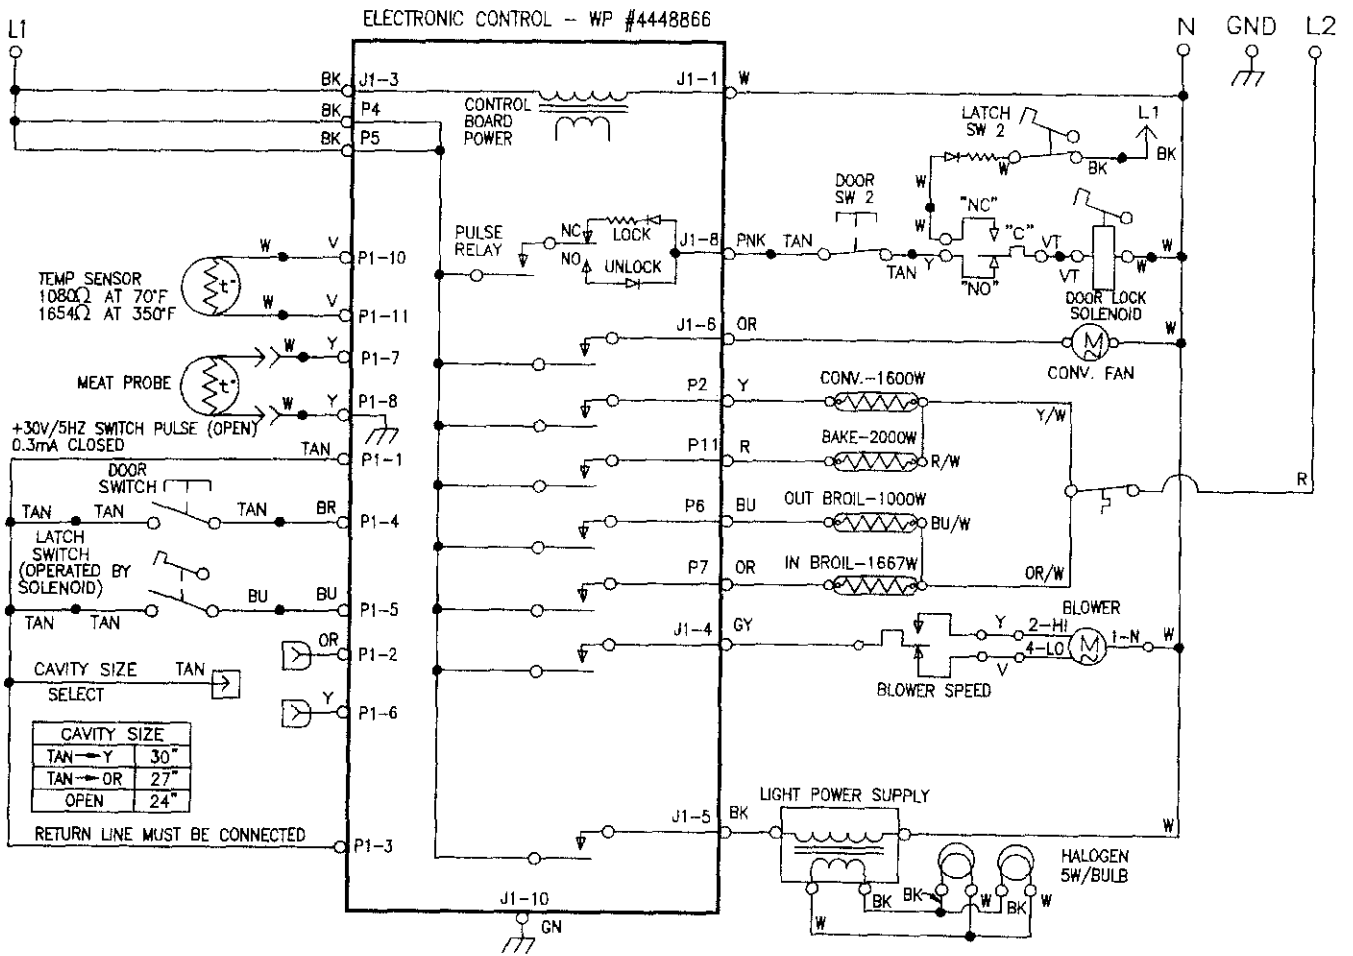 ELECTRONIC CONTROL - WP #4448866
L1
N
GND
L2
BK
J1-3
J1-1
W
BK
P4
CONTROL
BOARD
POWER
BK
P5
LATCH
SW 2
L1
W
BK
BK
DOOR
SW 2
W
W
"NC"
"C"
PULSE
RELAY
NC
LOCK
NO
UNLOCK
J1-8
PNK
TAN
TAN
Y
"NO"
VT
VT
W
W
DOOR LOCK
SOLENOID
W
V
P1-10
TEMP SENSOR
1080Ω AT 70°F
1654Ω AT 350°F
t°
W
V
P1-11
J1-6
OR
W
CONV. FAN
M
W
Y
P1-7
MEAT PROBE
t°
W
Y
P1-8
P2
Y
CONV.-1600W
Y/W
+30V/5HZ SWITCH PULSE (OPEN)
0.3mA CLOSED
TAN
P1-1
P11
R
BAKE-2000W
R/W
R
DOOR
SWITCH
TAN
TAN
TAN
BR
P1-4
P6
BU
OUT BROIL-1000W
BU/W
LATCH
SWITCH
(OPERATED BY
SOLENOID)
P7
OR
IN BROIL-1667W
OR/W
TAN
TAN
BU
BU
P1-5
J1-4
GY
BLOWER
Y
2-HI
4-LO
V
M
1-N
W
BLOWER SPEED
OR
P1-2
CAVITY SIZE
SELECT
TAN
Y
P1-6
CAVITY SIZE
TAN → Y 30"
TAN → OR 27"
OPEN 24"
RETURN LINE MUST BE CONNECTED
P1-3
J1-5
BK
LIGHT POWER SUPPLY
W
HALOGEN
5W/BULB
W
BK
BK
W
BK
W
J1-10
GN